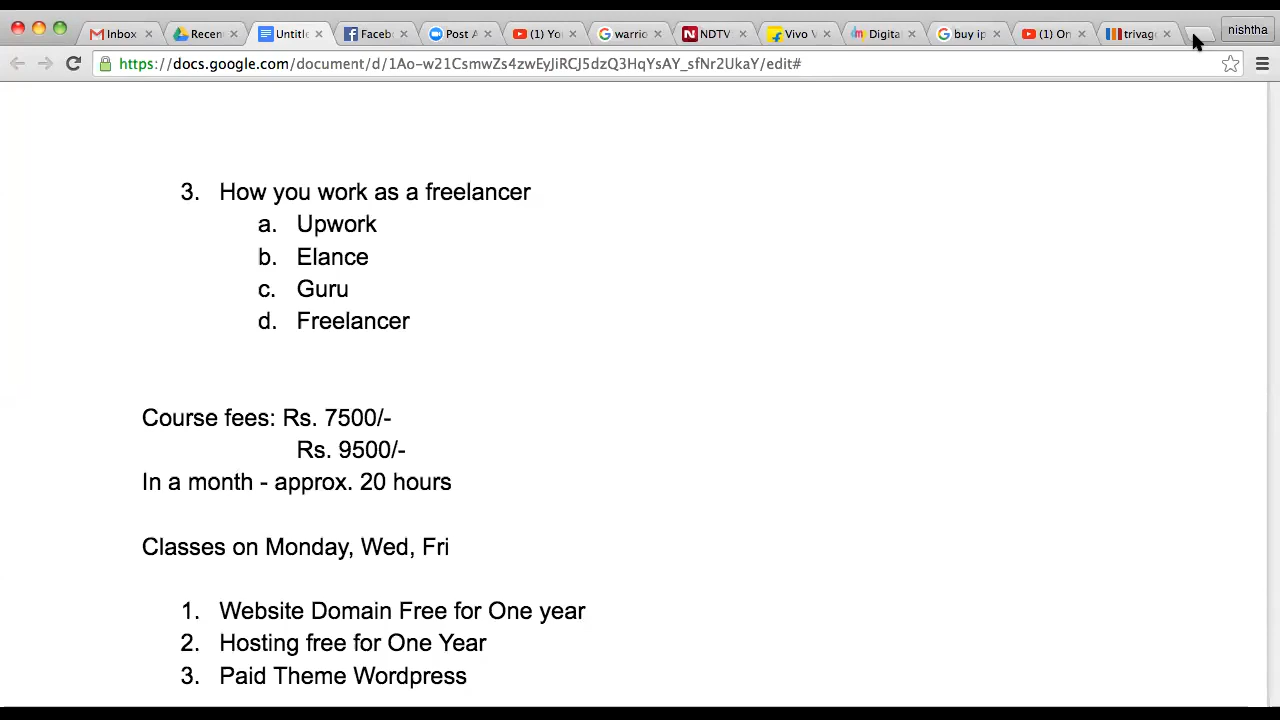 Inbox
Recen
Untitle
Faceb
Post A
(1) Yo
warrio
NDTV
Vivo V
Digita
buy ip
(1) On
trivag
nishtha
https://docs.google.com/document/d/1Ao-w21CsmwZs4zwEyJiRCJ5dzQ3HqYsAY_sfNr2UkaY/edit#
3. How you work as a freelancer
a. Upwork
b. Elance
c. Guru
d. Freelancer
Course fees: Rs. 7500/-
Rs. 9500/-
In a month - approx. 20 hours
Classes on Monday, Wed, Fri
1. Website Domain Free for One year
2. Hosting free for One Year
3. Paid Theme Wordpress